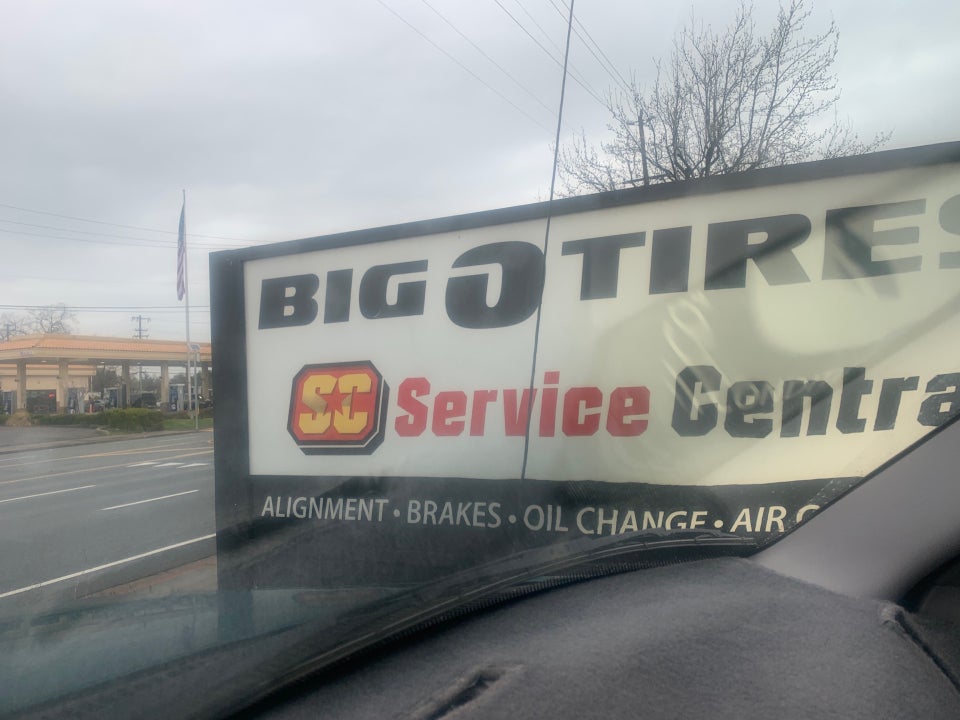 BIG O TIRES
SC Service Centra
ALIGNMENT • BRAKES • OIL CHANGE • AIR